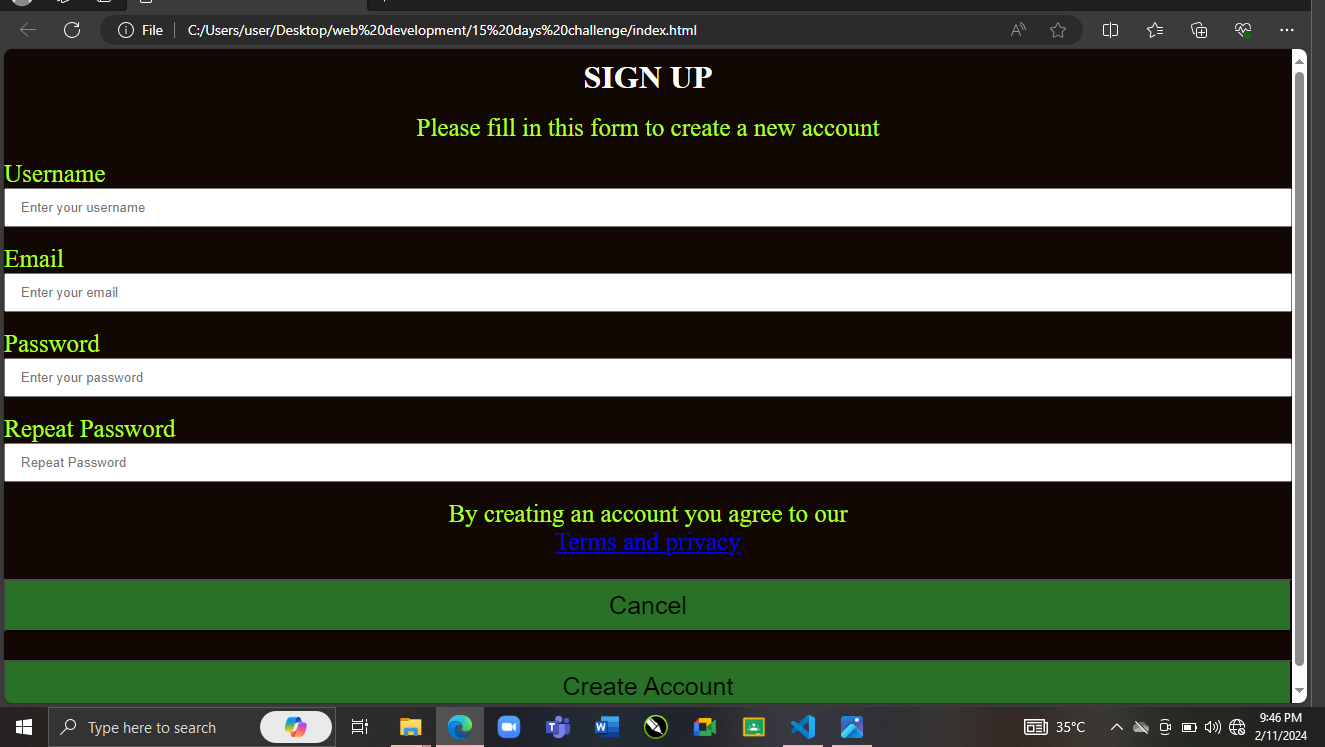 File
C:/Users/user/Desktop/web%20development/15%20days%20challenge/index.html
SIGN UP
Please fill in this form to create a new account
Username
Enter your username
Email
Enter your email
Password
Enter your password
Repeat Password
Repeat Password
By creating an account you agree to our
Terms and privacy
Cancel
Create Account
Type here to search
35°C
9:46 PM
2/11/2024